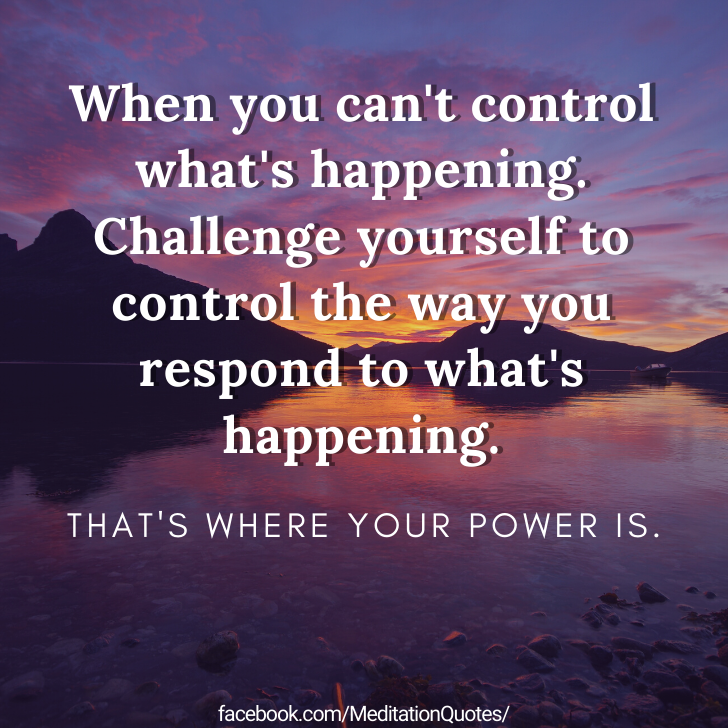 When you can't control
what's happening.
Challenge yourself to
control the way you
respond to what's
happening.
THAT'S WHERE YOUR POWER IS.
facebook.com/MeditationQuotes/